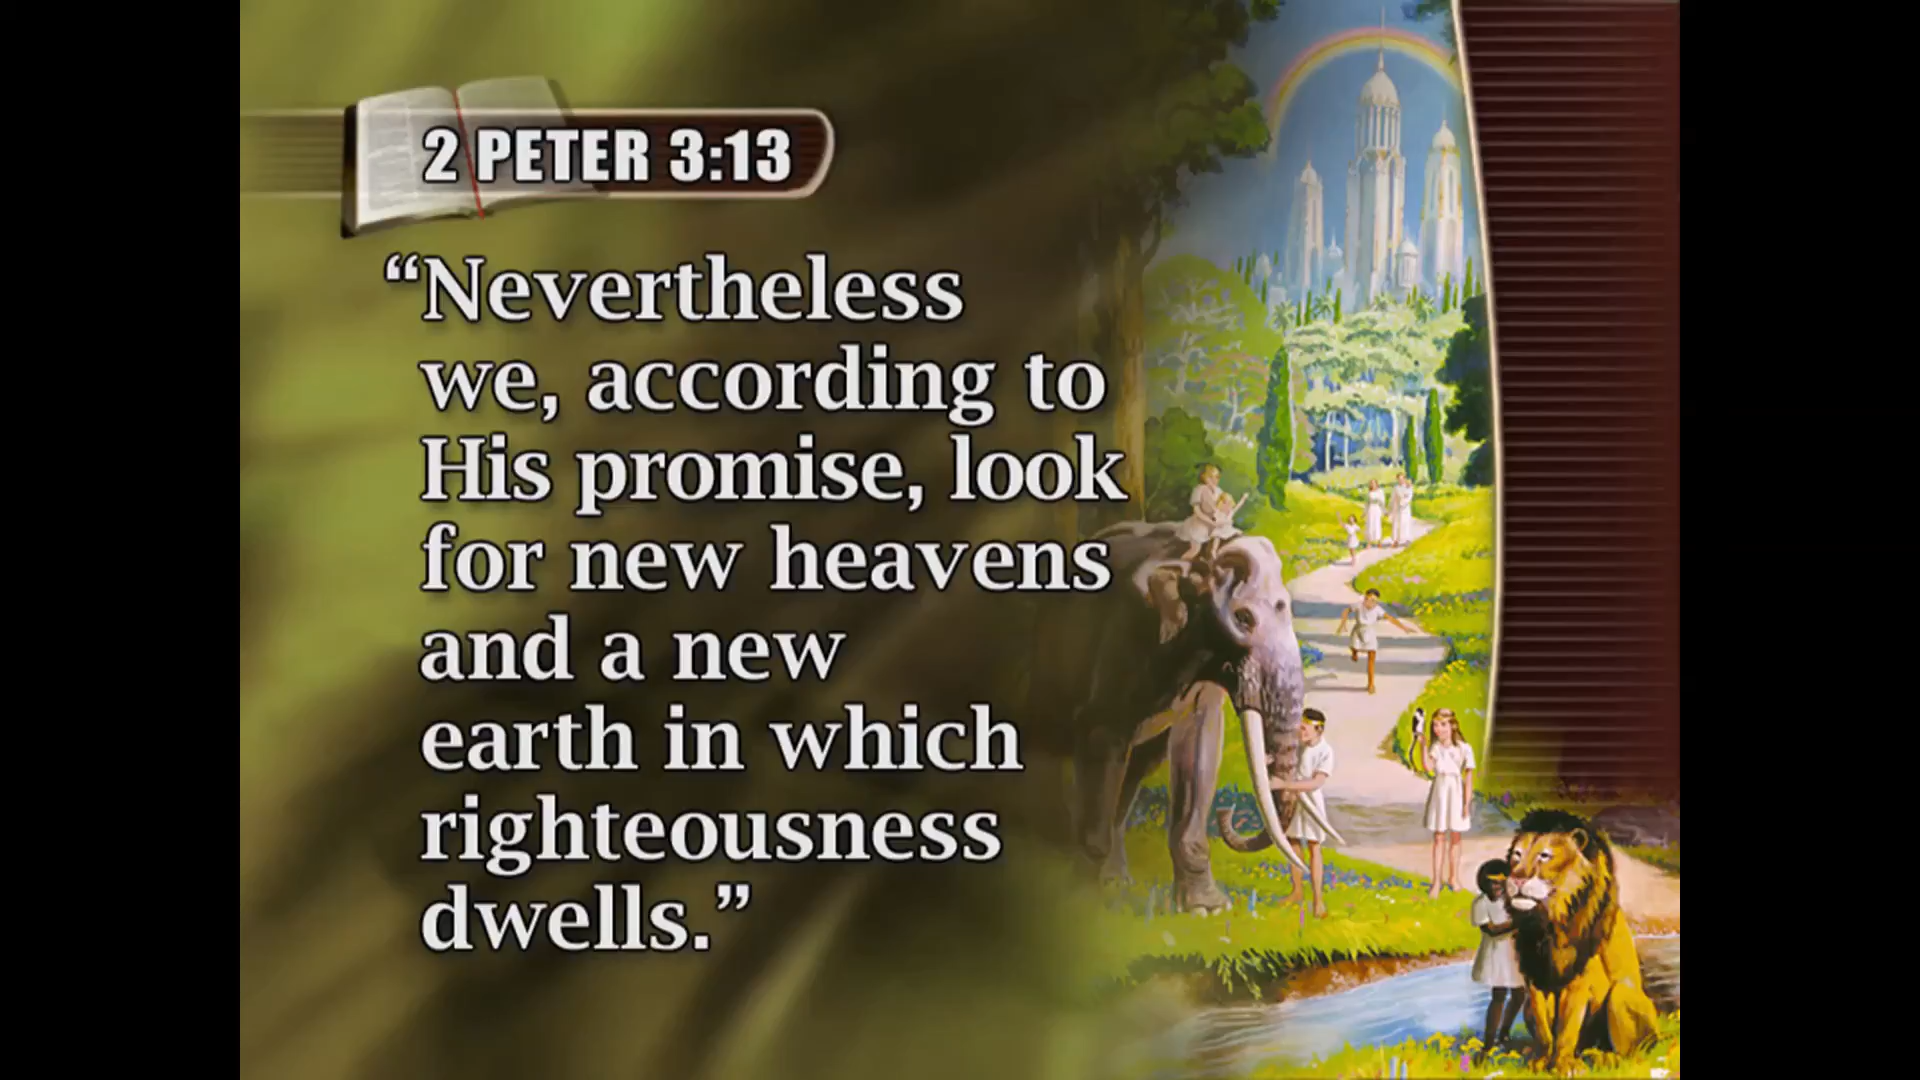 2 PETER 3:13
“Nevertheless
we, according to
His promise, look
for new heavens
and a new
earth in which
righteousness
dwells.”